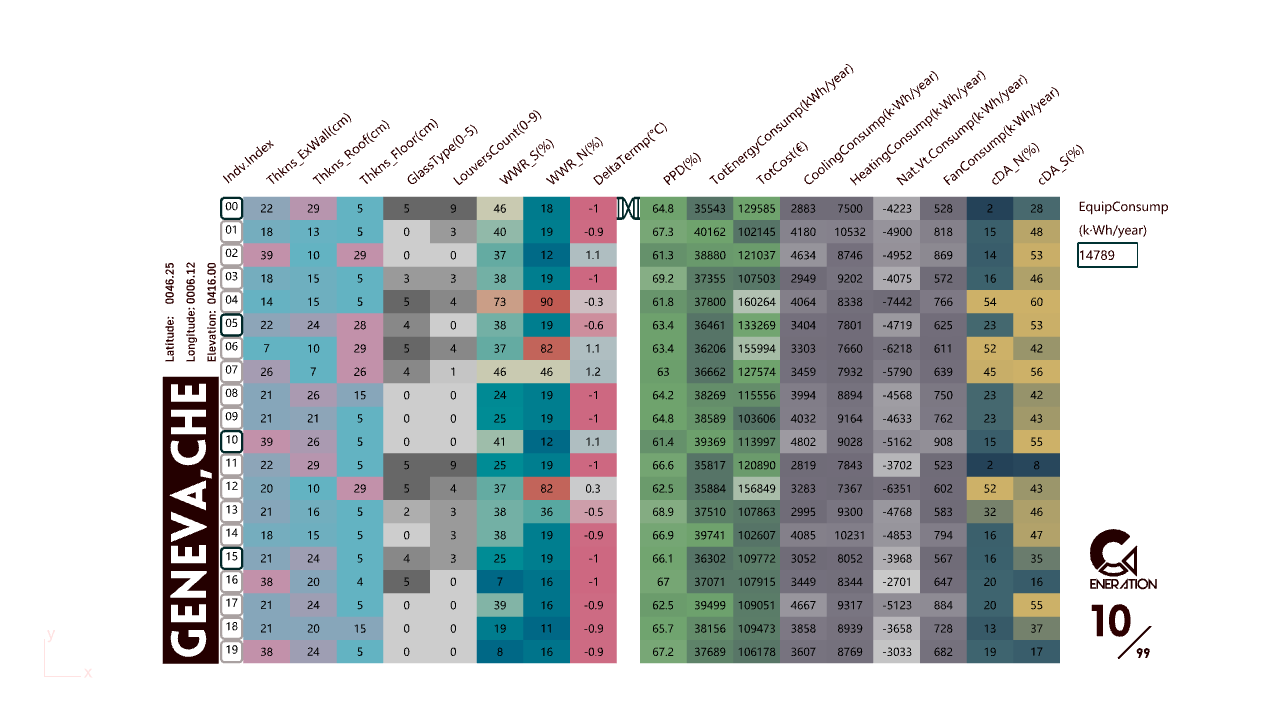 Indv.Index Thkns_ExWall(cm) Thkns_Roof(cm) Thkns_Floor(cm) GlassType(0-5) LouversCount(0-9) WWR_S(%) WWR_N(%) DeltaTermp(°C) PPD(%) TotEnergyConsump(kWh/year) TotCost(€) CoolingConsump(k·Wh/year) HeatingConsump(k·Wh/year) Nat.Vt.Consump(k·Wh/year) FanConsump(k·Wh/year) cDA_N(%) cDA_S(%)
00 22 29 5 5 9 46 18 -1 64.8 35543 129585 2883 7500 -4223 528 2 28
01 18 13 5 0 3 40 19 -0.9 67.3 40162 102145 4180 10532 -4900 818 15 48
02 39 10 29 0 0 37 12 1.1 61.3 38880 121037 4634 8746 -4952 869 14 53
03 18 15 5 3 3 38 19 -1 69.2 37355 107503 2949 9202 -4075 572 16 46
04 14 15 5 5 4 73 90 -0.3 61.8 37800 160264 4064 8338 -7442 766 54 60
05 22 24 28 4 0 38 19 -0.6 63.4 36461 133269 3404 7801 -4719 625 23 53
06 7 10 29 5 4 37 82 1.1 63.4 36206 155994 3303 7660 -6218 611 52 42
07 26 7 26 4 1 46 46 1.2 63 36662 127574 3459 7932 -5790 639 45 56
08 21 26 15 0 0 24 19 -1 64.2 38269 115556 3994 8894 -4568 750 23 42
09 21 21 5 0 0 25 19 -1 64.8 38589 103606 4032 9164 -4633 762 23 43
10 39 26 5 0 0 41 12 1.1 61.4 39369 113997 4802 9028 -5162 908 15 55
11 22 29 5 5 9 25 19 -1 66.6 35817 120890 2819 7843 -3702 523 2 8
12 20 10 29 5 4 37 82 0.3 62.5 35884 156849 3283 7367 -6351 602 52 43
13 21 16 5 2 3 38 36 -0.5 68.9 37510 107863 2995 9300 -4768 583 32 46
14 18 15 5 0 3 38 19 -0.9 66.9 39741 102607 4085 10231 -4853 794 16 47
15 21 24 5 4 3 25 19 -1 66.1 36302 109772 3052 8052 -3968 567 16 35
16 38 20 4 5 0 7 16 -1 67 37071 107915 3449 8344 -2701 647 20 16
17 21 24 5 0 0 39 16 -0.9 62.5 39499 109051 4667 9317 -5123 884 20 55
18 21 20 15 0 0 19 11 -0.9 65.7 38156 109473 3858 8939 -3658 728 13 37
19 38 24 5 0 0 8 16 -0.9 67.2 37689 106178 3607 8769 -3033 682 19 17
Latitude: 0046.25
Longitude: 0006.12
Elevation: 0416.00
GENEVA,CHE
EquipConsump
(k·Wh/year)
14789
ENERATION
10/99
y
x